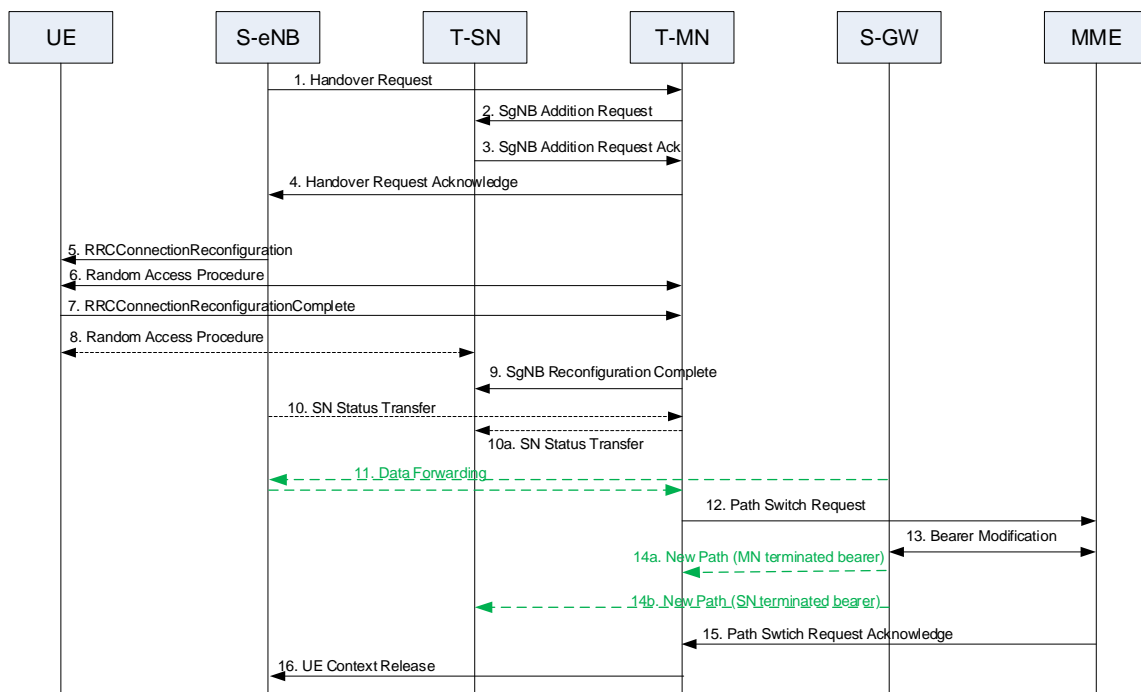 UE
S-eNB
T-SN
T-MN
S-GW
MME
1. Handover Request
2. SgNB Addition Request
3. SgNB Addition Request Ack
4. Handover Request Acknowledge
5. RRCConnectionReconfiguration
6. Random Access Procedure
7. RRCConnectionReconfigurationComplete
8. Random Access Procedure
9. SgNB Reconfiguration Complete
10. SN Status Transfer
10a. SN Status Transfer
11. Data Forwarding
12. Path Switch Request
13. Bearer Modification
14a. New Path (MN terminated bearer)
14b. New Path (SN terminated bearer)
15. Path Swtich Request Acknowledge
16. UE Context Release